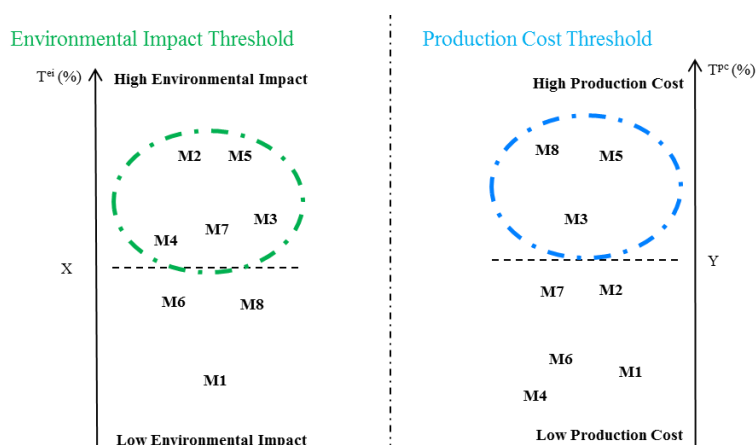 Environmental Impact Threshold
Tᵉⁱ (%)
High Environmental Impact
M2 M5
M3
M7
M4
X
M6 M8
M1
Low Environmental Impact
Production Cost Threshold
Tᵖᶜ (%)
High Production Cost
M8 M5
M3
Y
M7 M2
M6
M1
M4
Low Production Cost